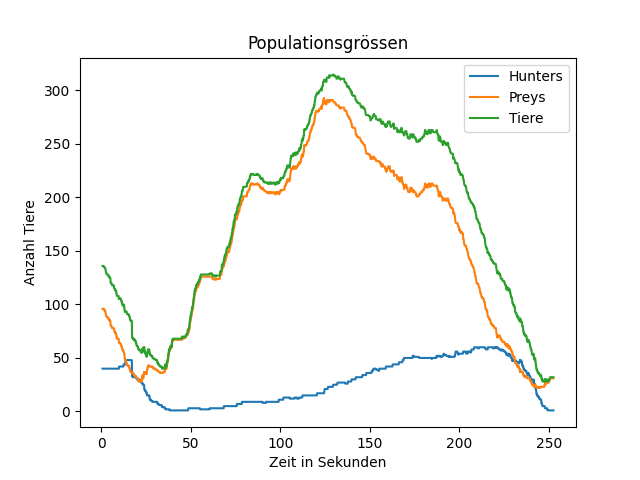 Populationsgrössen
Hunters
Preys
Tiere
Anzahl Tiere
300
250
200
150
100
50
0
0 50 100 150 200 250
Zeit in Sekunden